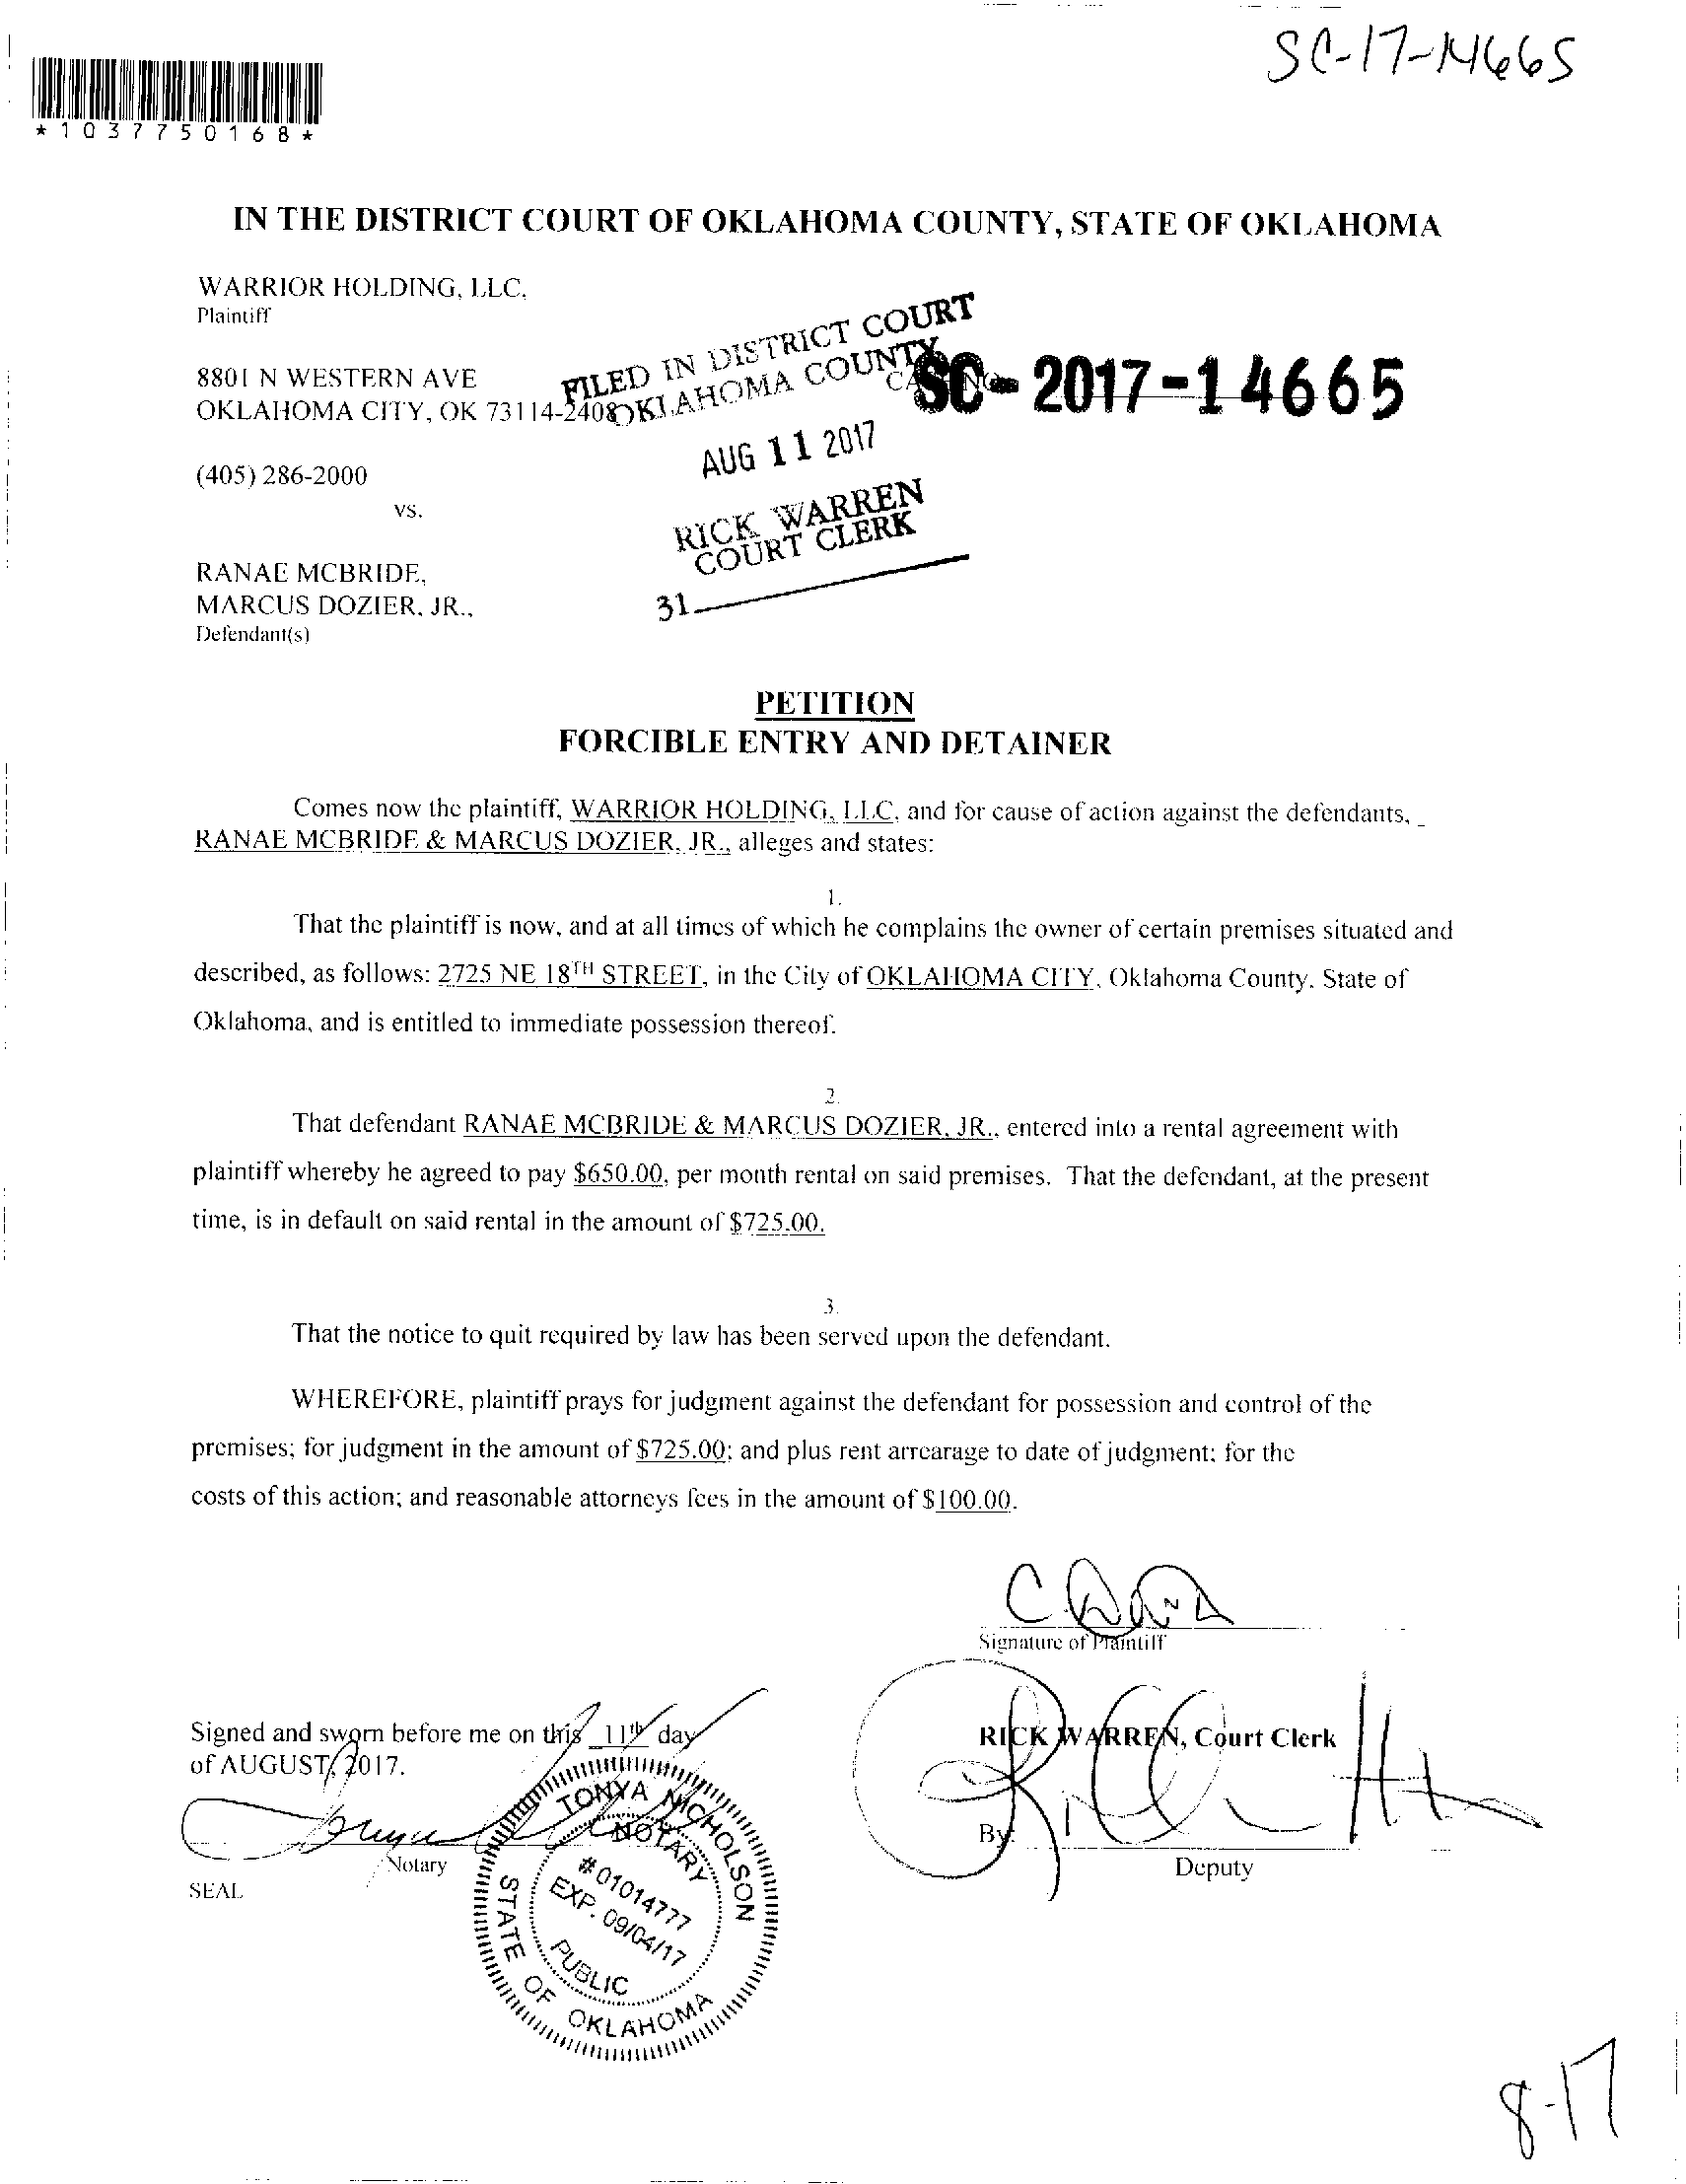 SC-17-14665
*1037750168*
IN THE DISTRICT COURT OF OKLAHOMA COUNTY, STATE OF OKLAHOMA
WARRIOR HOLDING, LLC,
Plaintiff
8801 N WESTERN AVE
OKLAHOMA CITY, OK 73114-2408
(405) 286-2000
vs.
RANAE MCBRIDE,
MARCUS DOZIER, JR.,
Defendant(s)
FILED IN DISTRICT COURT
OKLAHOMA COUNTY
AUG 11 2017
RICK WARREN
COURT CLERK
31
SC-2017-14665
PETITION
FORCIBLE ENTRY AND DETAINER
Comes now the plaintiff, WARRIOR HOLDING, LLC, and for cause of action against the defendants,
RANAE MCBRIDE & MARCUS DOZIER, JR., alleges and states:
1.
That the plaintiff is now, and at all times of which he complains the owner of certain premises situated and
described, as follows: 2725 NE 18TH STREET, in the City of OKLAHOMA CITY, Oklahoma County, State of
Oklahoma, and is entitled to immediate possession thereof.
2.
That defendant RANAE MCBRIDE & MARCUS DOZIER, JR., entered into a rental agreement with
plaintiff whereby he agreed to pay $650.00, per month rental on said premises. That the defendant, at the present
time, is in default on said rental in the amount of $725.00.
3.
That the notice to quit required by law has been served upon the defendant.
WHEREFORE, plaintiff prays for judgment against the defendant for possession and control of the
premises; for judgment in the amount of $725.00; and plus rent arrearage to date of judgment; for the
costs of this action; and reasonable attorneys fees in the amount of $100.00.
Signature of Plaintiff
Signed and sworn before me on this 11th day
of AUGUST, 2017.
Notary
SEAL
TONYA NICHOLSON
NOTARY
#01014777
EXP. 09/04/17
PUBLIC
STATE OF OKLAHOMA
RICK WARREN, Court Clerk
By:
Deputy
8-17